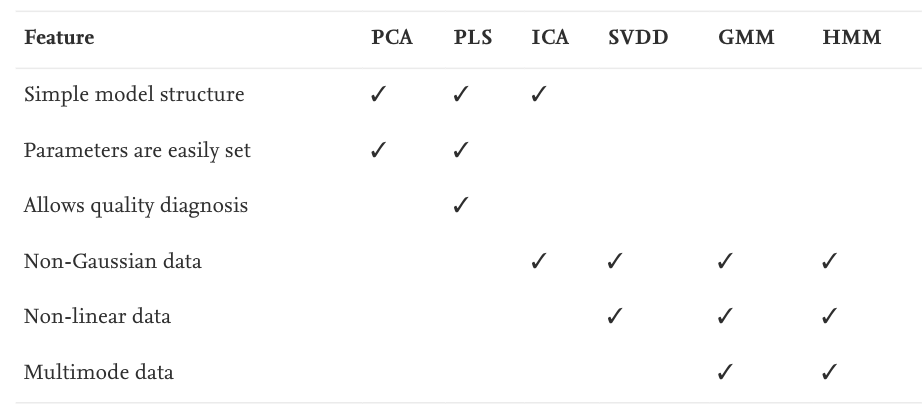 Feature PCA PLS ICA SVDD GMM HMM
Simple model structure ✓ ✓ ✓
Parameters are easily set ✓ ✓
Allows quality diagnosis ✓
Non-Gaussian data ✓ ✓ ✓ ✓
Non-linear data ✓ ✓ ✓
Multimode data ✓ ✓